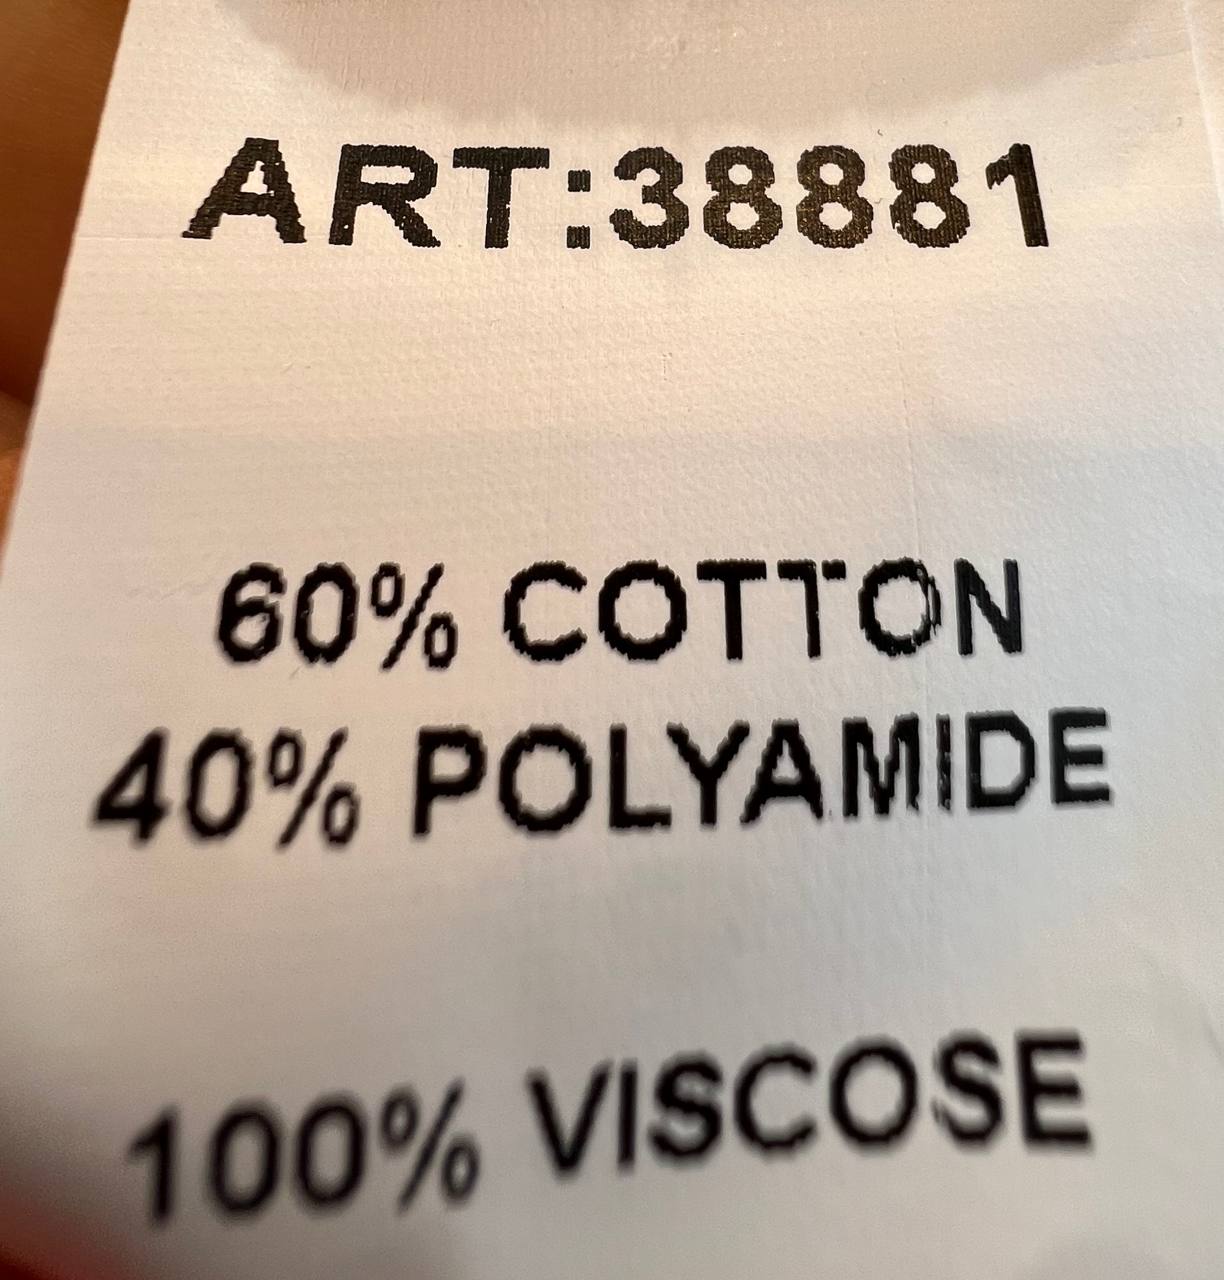 ART:38881
60% COTTON
40% POLYAMIDE
100% VISCOSE